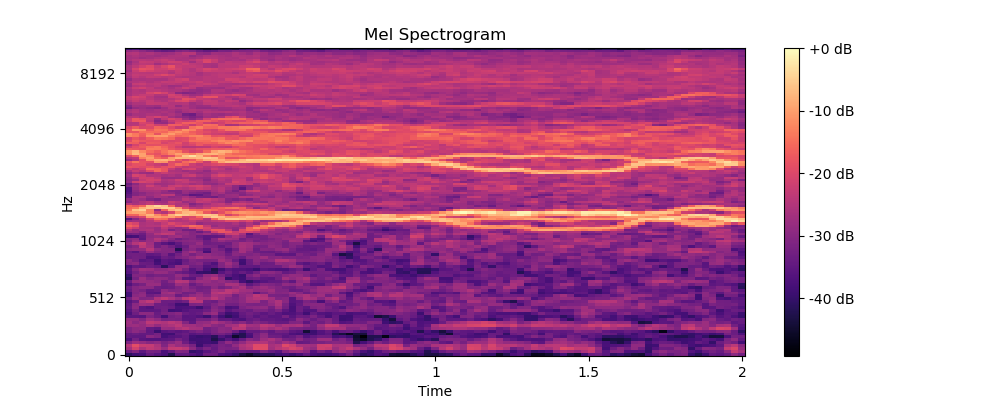 Mel Spectrogram
Hz
8192
4096
2048
1024
512
0
0 0.5 1 1.5 2
Time
+0 dB
-10 dB
-20 dB
-30 dB
-40 dB